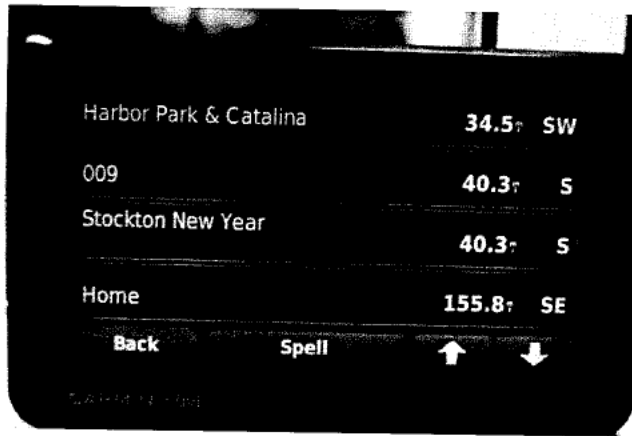 Harbor Park & Catalina 34.5 SW
009 40.3 S
Stockton New Year 40.3 S
Home 155.8 SE
Back Spell